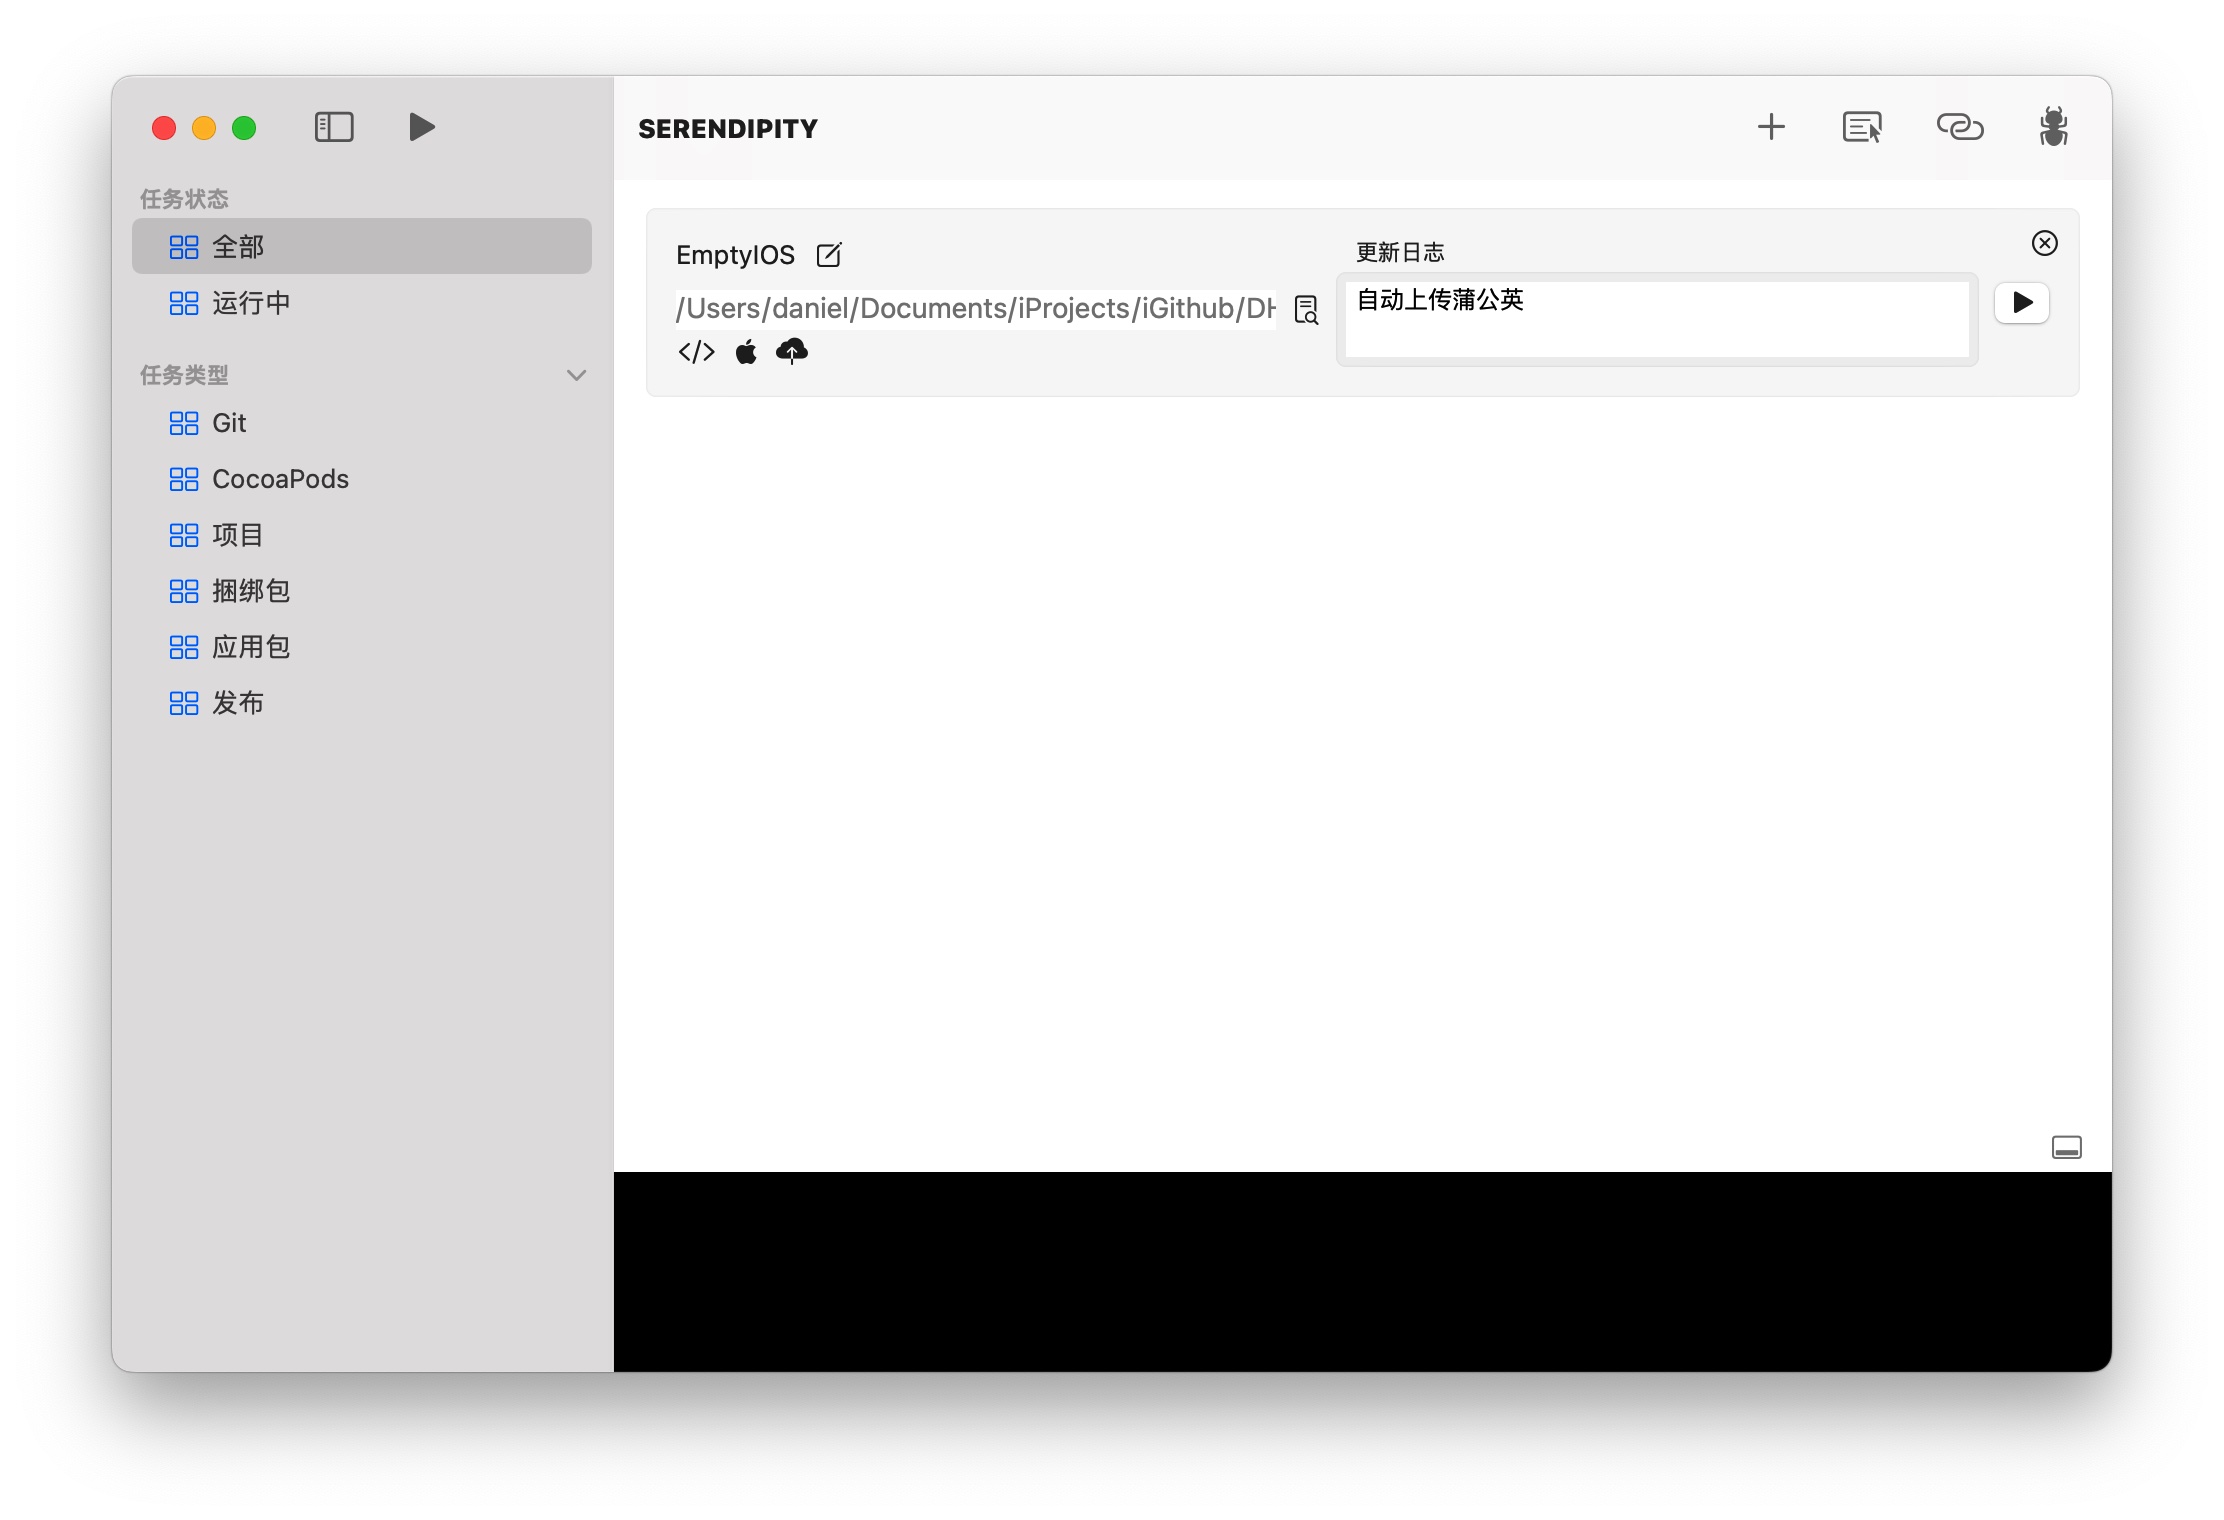 SERENDIPITY
任务状态
全部
运行中
任务类型
Git
CocoaPods
项目
捆绑包
应用包
发布
EmptyIOS
/Users/daniel/Documents/iProjects/iGithub/DH
更新日志
自动上传蒲公英